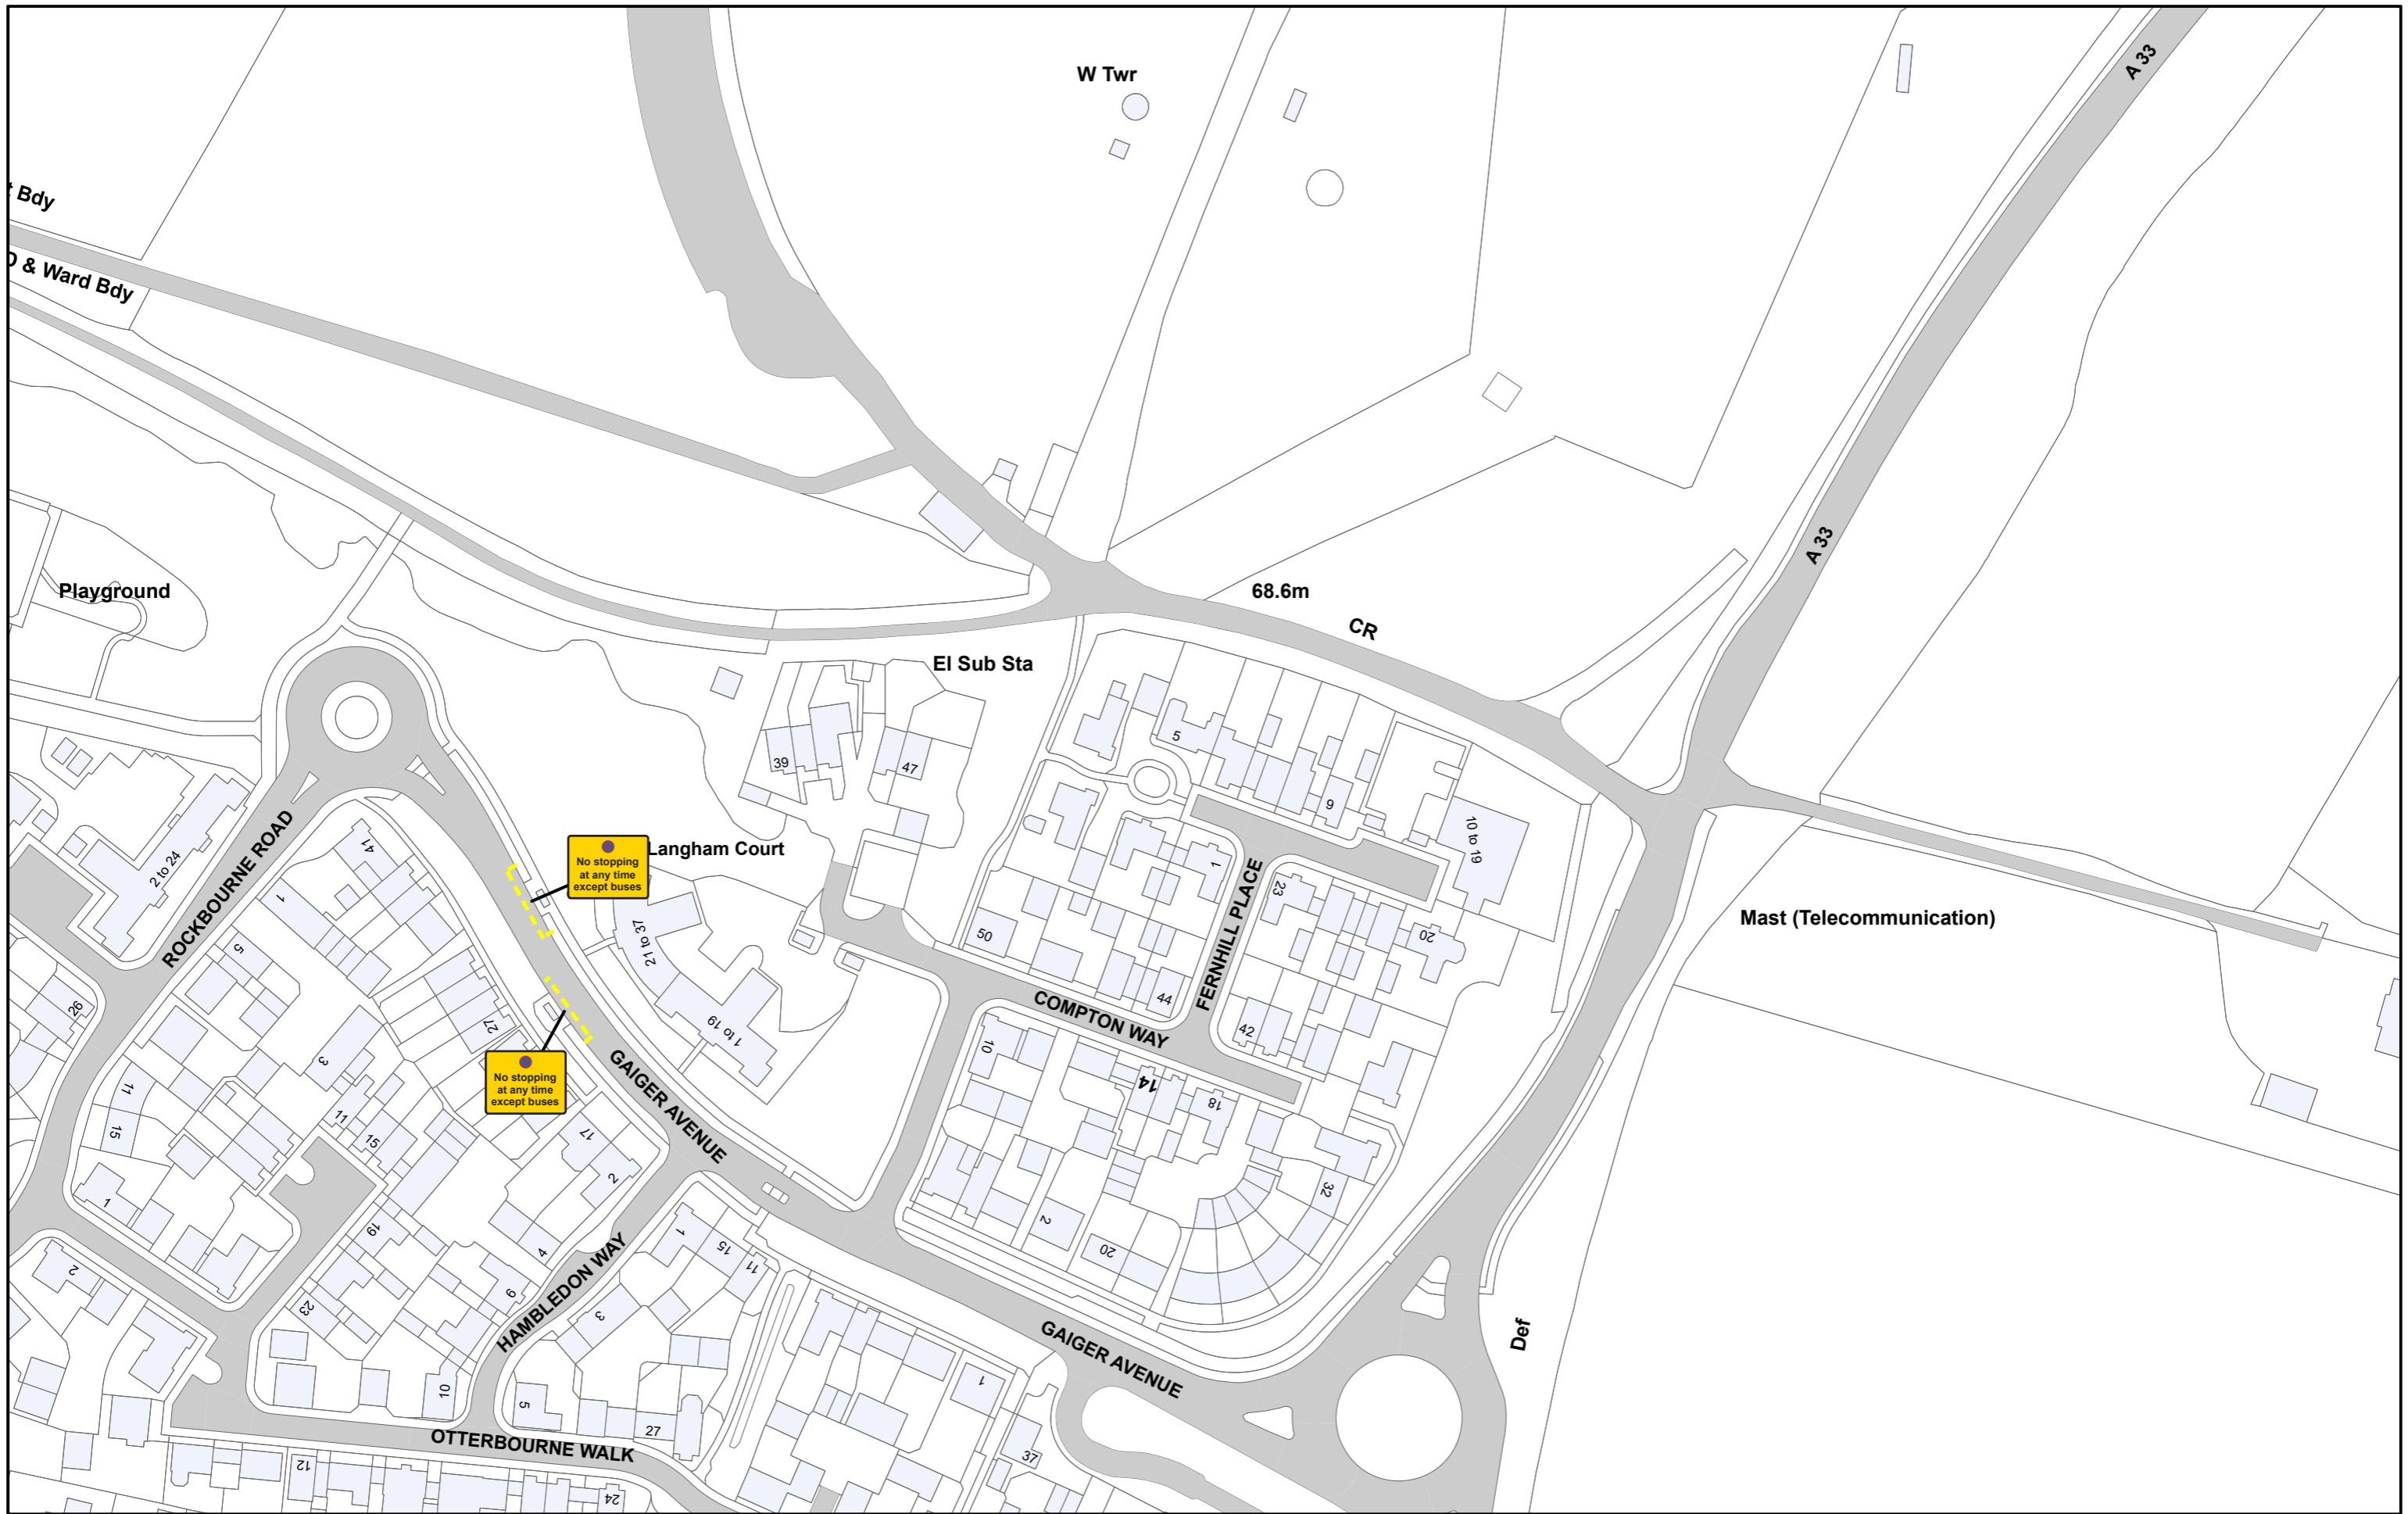 W Twr
A 33
t Bdy
& Ward Bdy
A 33
Playground
68.6m
CR
El Sub Sta
5
39
47
9
10 to 19
ROCKBOURNE ROAD
41
2 to 24
1
No stopping
at any time
except buses
Langham Court
1
FERNHILL PLACE
23
Mast (Telecommunication)
21 to 37
50
20
5
26
27
1 to 19
44
COMPTON WAY
42
3
10
No stopping
at any time
except buses
GAIGER AVENUE
14
18
11
11
15
15
17
2
32
1
19
2
1
15
11
20
4
HAMBLEDON WAY
2
9
23
3
GAIGER AVENUE
Def
10
5
1
27
37
OTTERBOURNE WALK
12
24